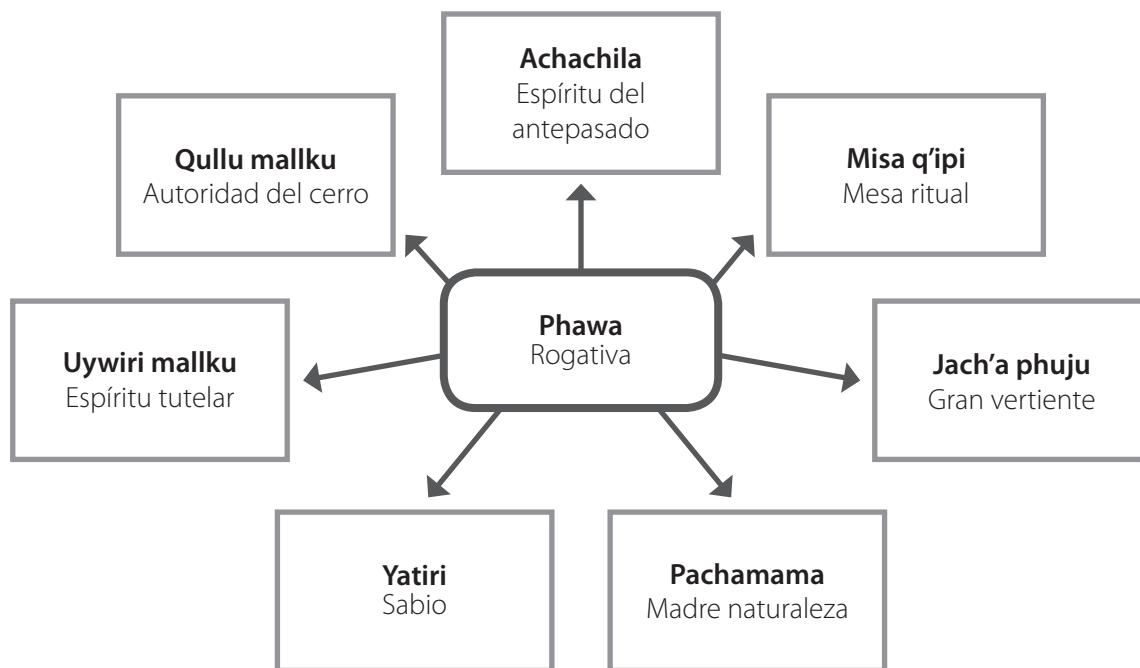 Achachila
Espíritu del
antepasado
Qullu mallku
Autoridad del cerro
Misa q’ipi
Mesa ritual
Phawa
Rogativa
Uywiri mallku
Espíritu tutelar
Jach’a phuju
Gran vertiente
Yatiri
Sabio
Pachamama
Madre naturaleza